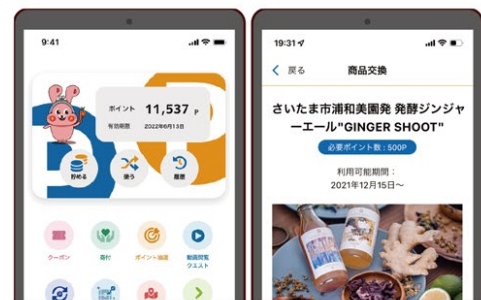 9:41
ポイント 11,537 P
有効期限 2022年6月13日
貯める 使う 履歴
クーポン 寄付 ポイント抽選 動画閲覧
クエスト
19:31
戻る 商品交換
さいたま市浦和美園発 発酵ジンジャ
ーエール"GINGER SHOOT"
必要ポイント数 : 500P
利用可能期間 :
2021年12月15日～